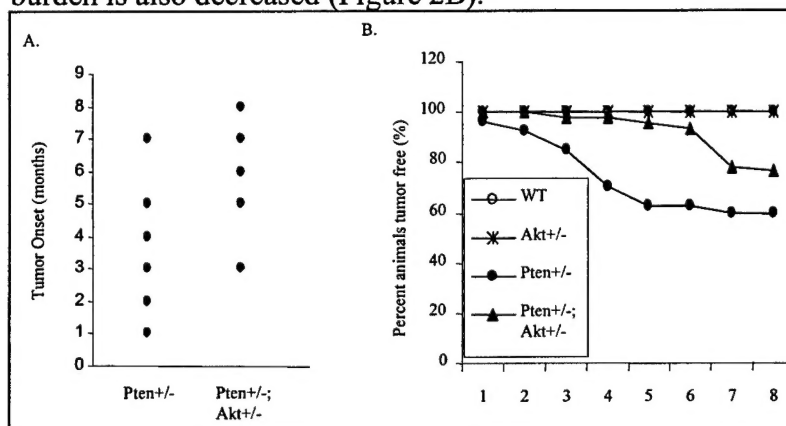 burden is also decreased (Figure 2B).
A.
B.
Tumor Onset (months)
9
8
7
6
5
4
3
2
1
0
Pten+/-
Pten+/-;
Akt+/-
Percent animals tumor free (%)
120
100
80
60
40
20
0
WT
Akt+/-
Pten+/-
Pten+/-;
Akt+/-
1 2 3 4 5 6 7 8